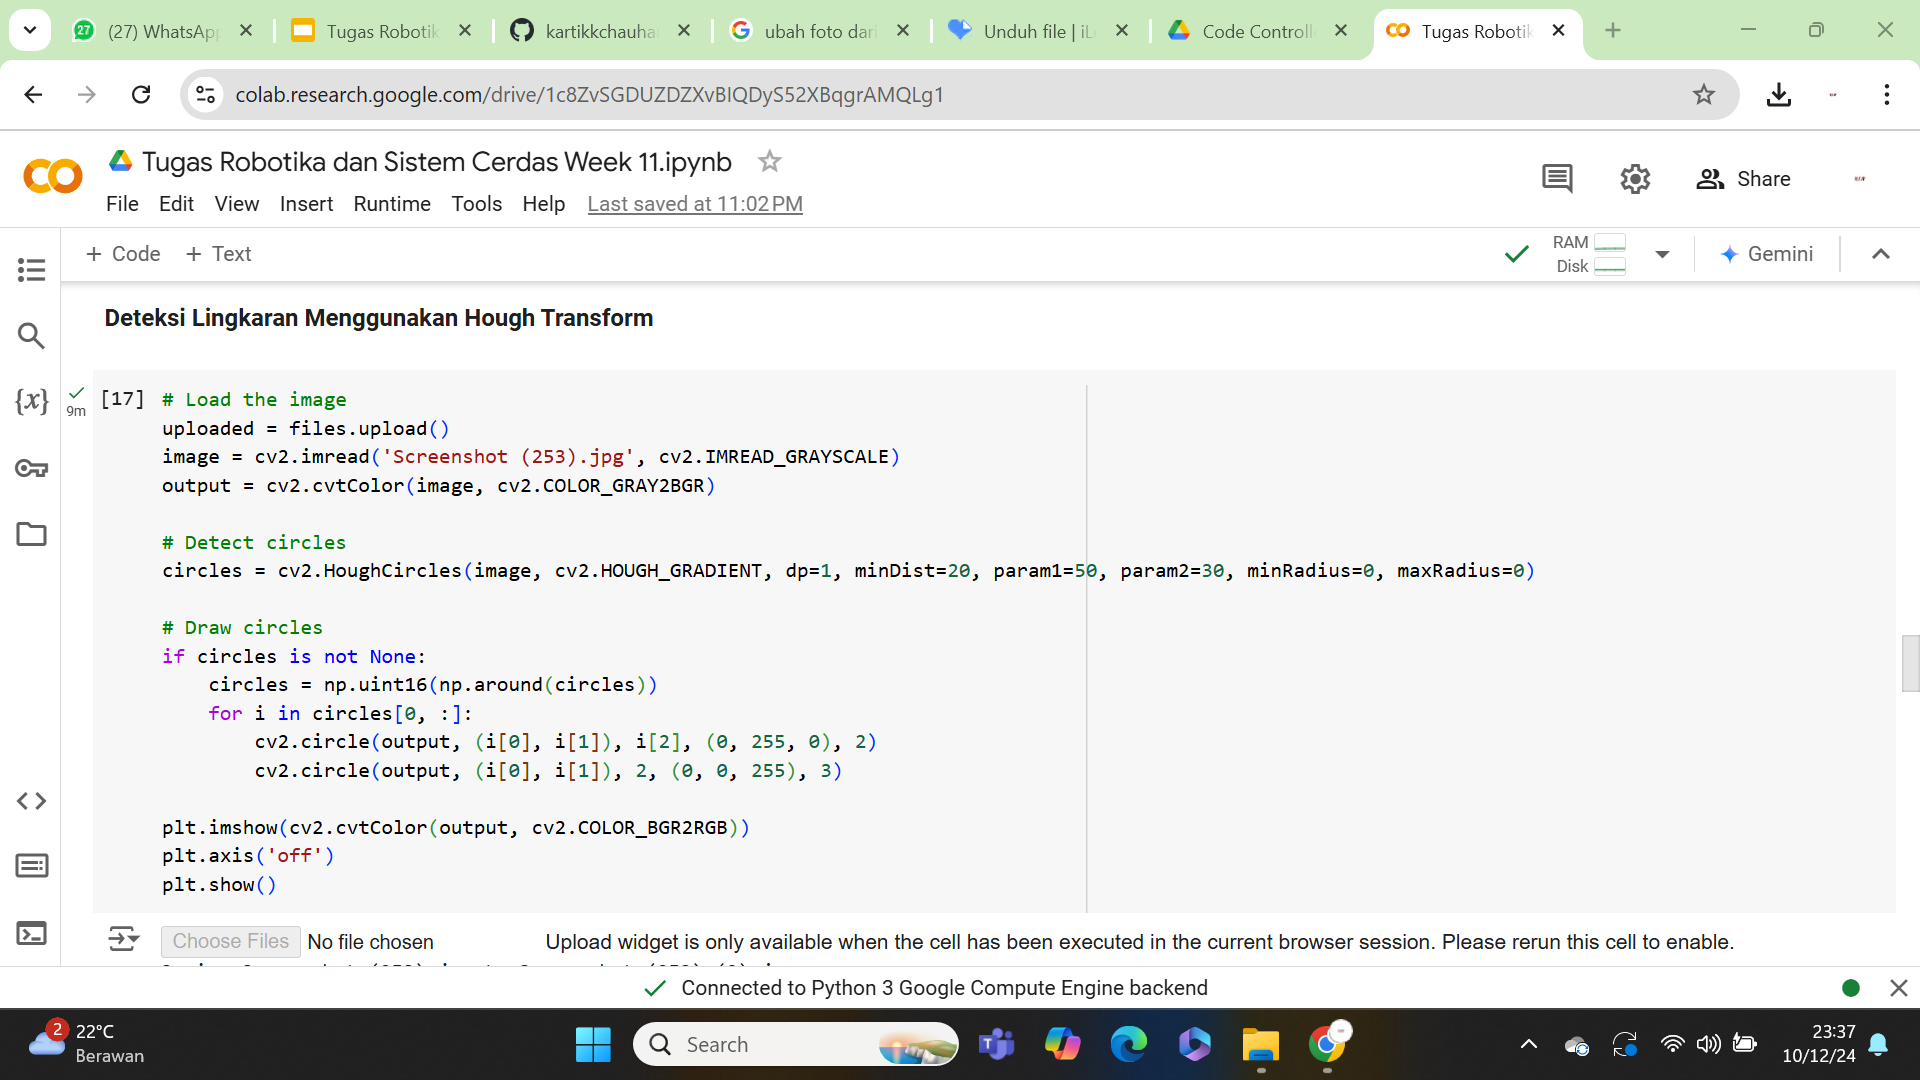 27 (27) WhatsApp
Tugas Robotik
kartikkchauha
ubah foto dari
Unduh file | iL
Code Controll
Tugas Robotik
colab.research.google.com/drive/1c8ZvSGDUZDZXvBIQDyS52XBqgrAMQLg1
Tugas Robotika dan Sistem Cerdas Week 11.ipynb
File Edit View Insert Runtime Tools Help Last saved at 11:02 PM
Share
+ Code + Text
RAM
Disk
Gemini
Deteksi Lingkaran Menggunakan Hough Transform
{x}
9m
[17] # Load the image
uploaded = files.upload()
image = cv2.imread('Screenshot (253).jpg', cv2.IMREAD_GRAYSCALE)
output = cv2.cvtColor(image, cv2.COLOR_GRAY2BGR)
# Detect circles
circles = cv2.HoughCircles(image, cv2.HOUGH_GRADIENT, dp=1, minDist=20, param1=50, param2=30, minRadius=0, maxRadius=0)
# Draw circles
if circles is not None:
    circles = np.uint16(np.around(circles))
    for i in circles[0, :]:
        cv2.circle(output, (i[0], i[1]), i[2], (0, 255, 0), 2)
        cv2.circle(output, (i[0], i[1]), 2, (0, 0, 255), 3)
plt.imshow(cv2.cvtColor(output, cv2.COLOR_BGR2RGB))
plt.axis('off')
plt.show()
Choose Files No file chosen Upload widget is only available when the cell has been executed in the current browser session. Please rerun this cell to enable.
Connected to Python 3 Google Compute Engine backend
2
22°C
Berawan
Search
23:37
10/12/24